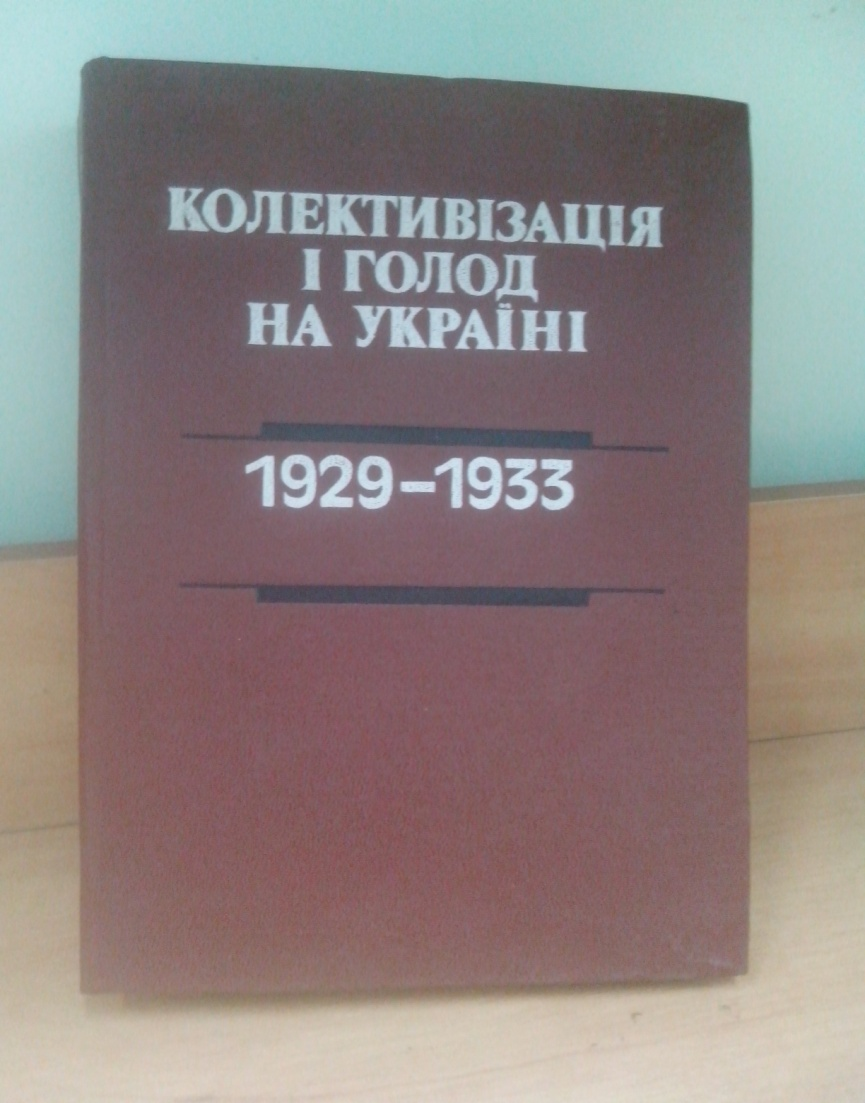 КОЛЕКТИВІЗАЦІЯ
І ГОЛОД
НА УКРАЇНІ
1929–1933